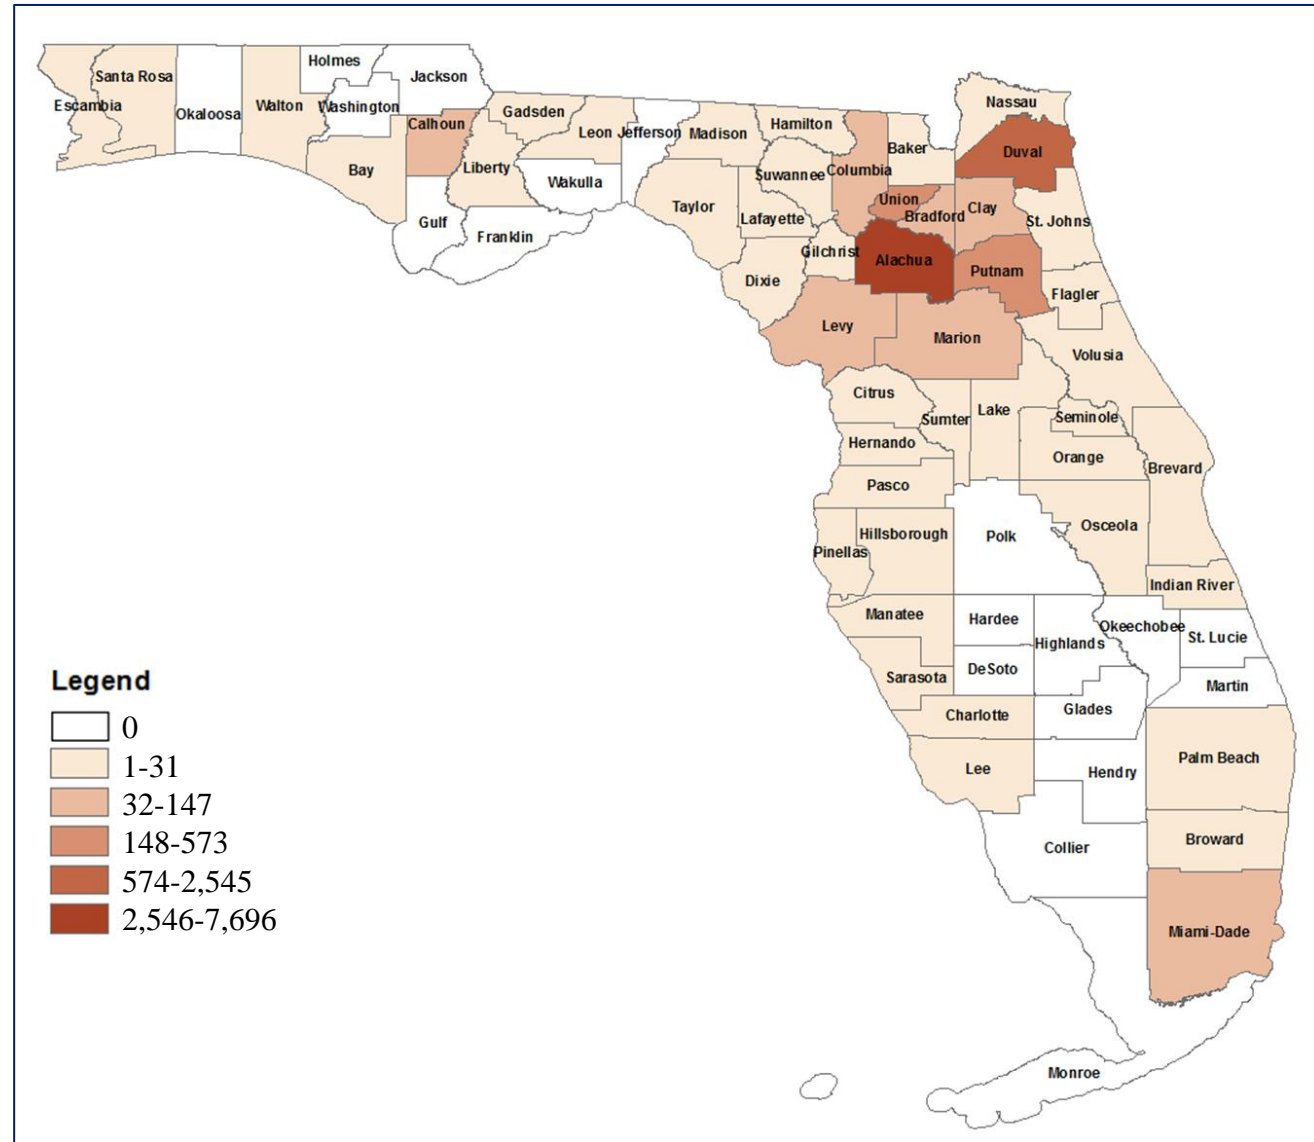 Holmes
Jackson
Santa Rosa
Escambia
Okaloosa
Walton
Washington
Calhoun
Gadsden
Leon
Jefferson
Madison
Hamilton
Nassau
Baker
Duval
Bay
Liberty
Wakulla
Suwannee
Columbia
Union
Bradford
Clay
St. Johns
Gulf
Franklin
Taylor
Lafayette
Gilchrist
Alachua
Putnam
Dixie
Flagler
Levy
Marion
Volusia
Citrus
Sumter
Lake
Seminole
Hernando
Orange
Brevard
Pasco
Osceola
Pinellas
Hillsborough
Polk
Indian River
Manatee
Hardee
Highlands
Okeechobee
St. Lucie
Sarasota
DeSoto
Martin
Charlotte
Glades
Lee
Hendry
Palm Beach
Collier
Broward
Miami-Dade
Monroe
Legend
0
1-31
32-147
148-573
574-2,545
2,546-7,696